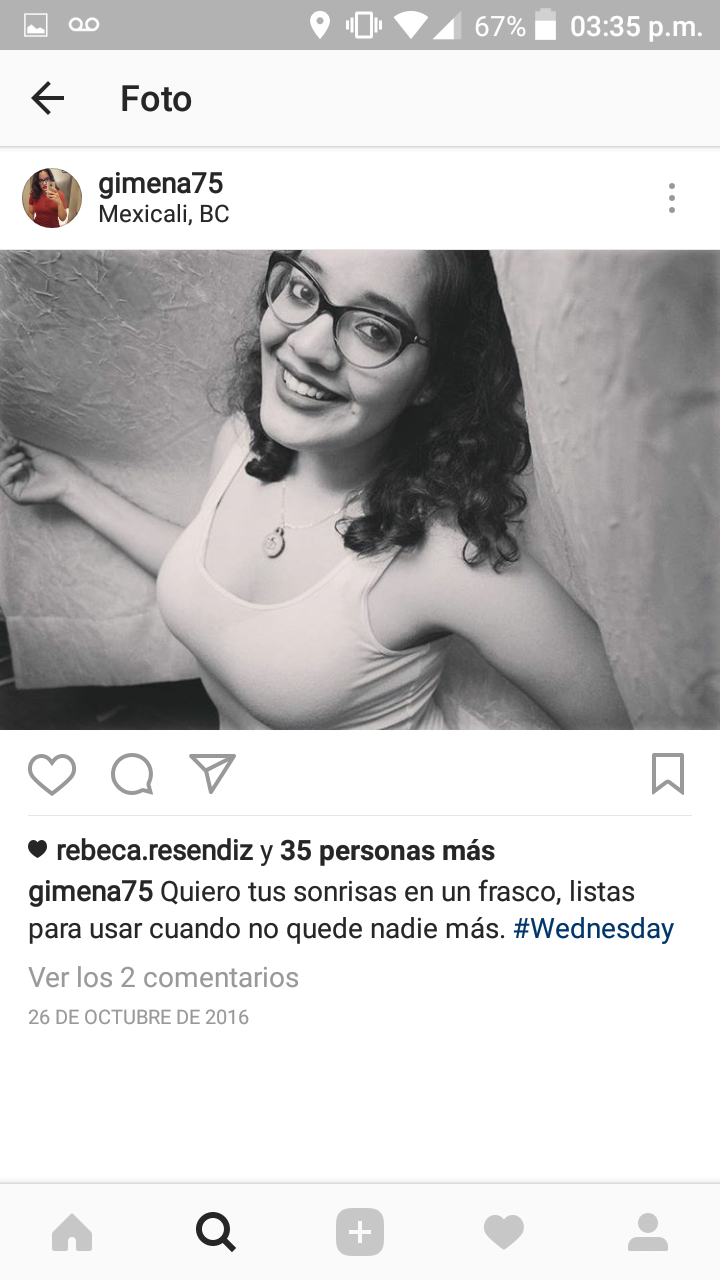 67% 03:35 p.m.
Foto
gimena75
Mexicali, BC
rebeca.resendiz y 35 personas más
gimena75 Quiero tus sonrisas en un frasco, listas
para usar cuando no quede nadie más. #Wednesday
Ver los 2 comentarios
26 DE OCTUBRE DE 2016